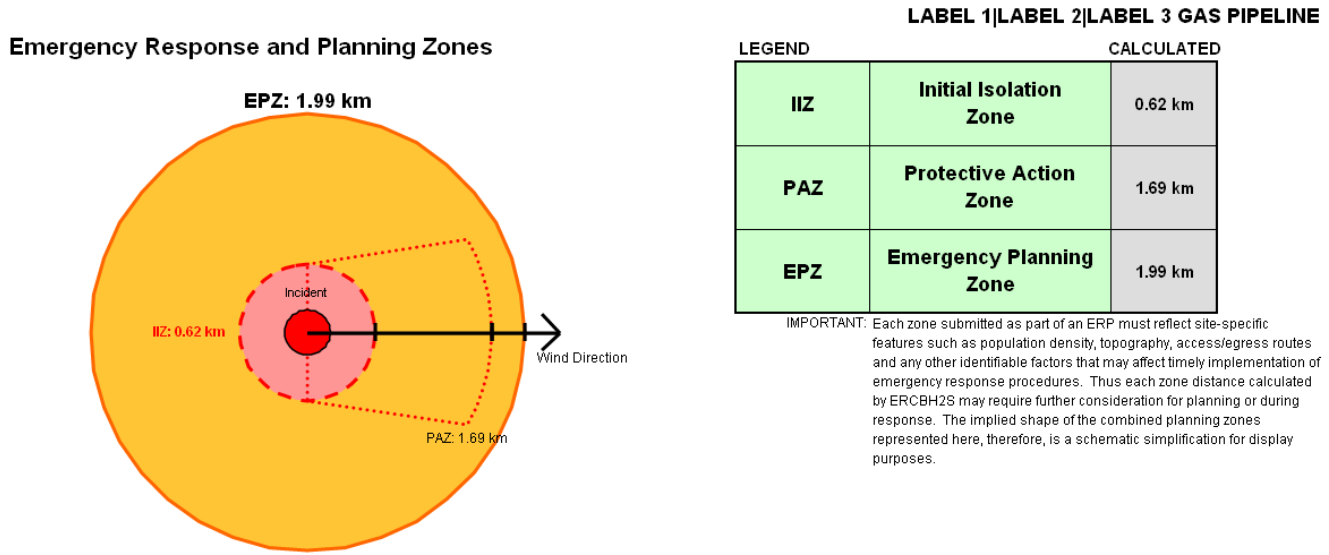 LABEL 1|LABEL 2|LABEL 3 GAS PIPELINE
Emergency Response and Planning Zones
EPZ: 1.99 km
Incident
IIZ: 0.62 km
Wind Direction
PAZ: 1.69 km
LEGEND CALCULATED
IIZ Initial Isolation Zone 0.62 km
PAZ Protective Action Zone 1.69 km
EPZ Emergency Planning Zone 1.99 km
IMPORTANT: Each zone submitted as part of an ERP must reflect site-specific
features such as population density, topography, access/egress routes
and any other identifiable factors that may affect timely implementation of
emergency response procedures. Thus each zone distance calculated
by ERCBH2S may require further consideration for planning or during
response. The implied shape of the combined planning zones
represented here, therefore, is a schematic simplification for display
purposes.